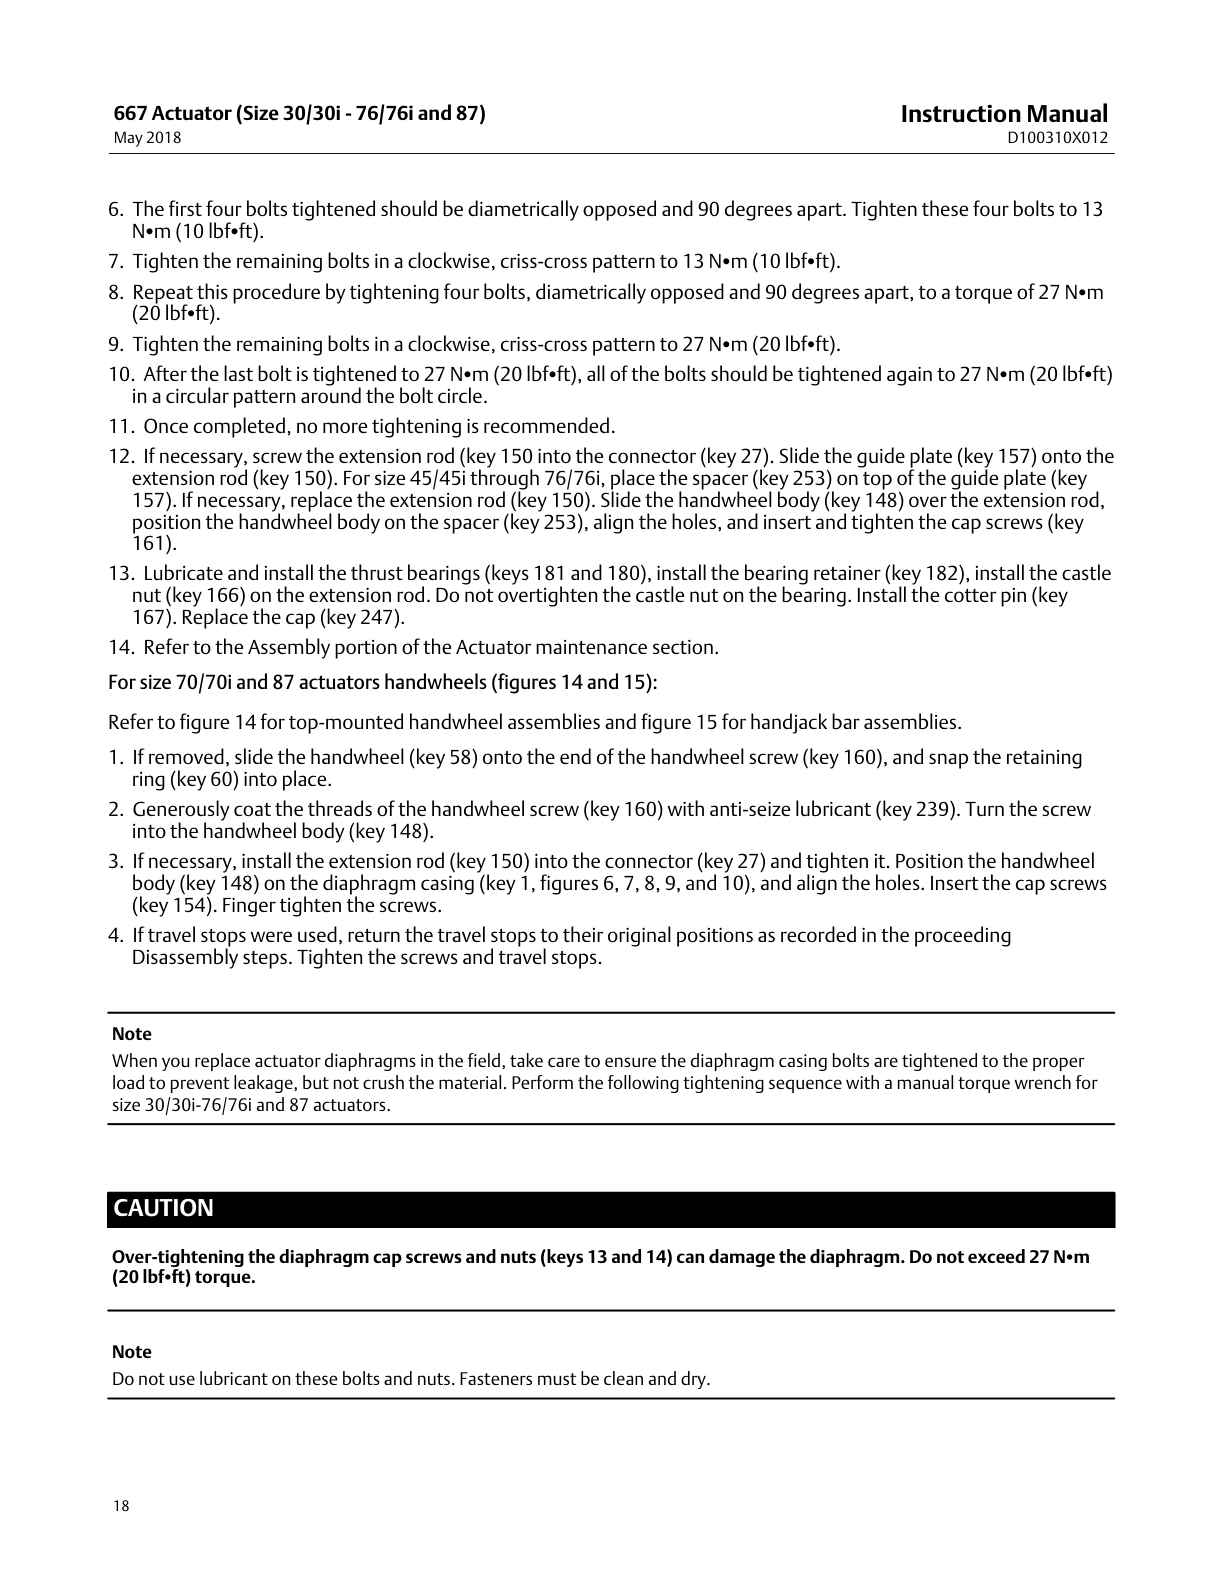 667 Actuator (Size 30/30i - 76/76i and 87)
Instruction Manual
May 2018
D100310X012
6. The first four bolts tightened should be diametrically opposed and 90 degrees apart. Tighten these four bolts to 13
N•m (10 lbf•ft).
7. Tighten the remaining bolts in a clockwise, criss-cross pattern to 13 N•m (10 lbf•ft).
8. Repeat this procedure by tightening four bolts, diametrically opposed and 90 degrees apart, to a torque of 27 N•m
(20 lbf•ft).
9. Tighten the remaining bolts in a clockwise, criss-cross pattern to 27 N•m (20 lbf•ft).
10. After the last bolt is tightened to 27 N•m (20 lbf•ft), all of the bolts should be tightened again to 27 N•m (20 lbf•ft)
in a circular pattern around the bolt circle.
11. Once completed, no more tightening is recommended.
12. If necessary, screw the extension rod (key 150 into the connector (key 27). Slide the guide plate (key 157) onto the
extension rod (key 150). For size 45/45i through 76/76i, place the spacer (key 253) on top of the guide plate (key
157). If necessary, replace the extension rod (key 150). Slide the handwheel body (key 148) over the extension rod,
position the handwheel body on the spacer (key 253), align the holes, and insert and tighten the cap screws (key
161).
13. Lubricate and install the thrust bearings (keys 181 and 180), install the bearing retainer (key 182), install the castle
nut (key 166) on the extension rod. Do not overtighten the castle nut on the bearing. Install the cotter pin (key
167). Replace the cap (key 247).
14. Refer to the Assembly portion of the Actuator maintenance section.
For size 70/70i and 87 actuators handwheels (figures 14 and 15):
Refer to figure 14 for top-mounted handwheel assemblies and figure 15 for handjack bar assemblies.
1. If removed, slide the handwheel (key 58) onto the end of the handwheel screw (key 160), and snap the retaining
ring (key 60) into place.
2. Generously coat the threads of the handwheel screw (key 160) with anti-seize lubricant (key 239). Turn the screw
into the handwheel body (key 148).
3. If necessary, install the extension rod (key 150) into the connector (key 27) and tighten it. Position the handwheel
body (key 148) on the diaphragm casing (key 1, figures 6, 7, 8, 9, and 10), and align the holes. Insert the cap screws
(key 154). Finger tighten the screws.
4. If travel stops were used, return the travel stops to their original positions as recorded in the proceeding
Disassembly steps. Tighten the screws and travel stops.
Note
When you replace actuator diaphragms in the field, take care to ensure the diaphragm casing bolts are tightened to the proper
load to prevent leakage, but not crush the material. Perform the following tightening sequence with a manual torque wrench for
size 30/30i-76/76i and 87 actuators.
CAUTION
Over-tightening the diaphragm cap screws and nuts (keys 13 and 14) can damage the diaphragm. Do not exceed 27 N•m
(20 lbf•ft) torque.
Note
Do not use lubricant on these bolts and nuts. Fasteners must be clean and dry.
18